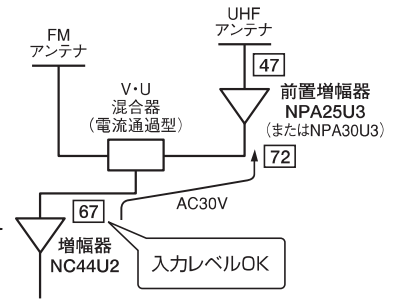 FM
アンテナ
UHF
アンテナ
47
V・U
混合器
(電流通過型)
前置増幅器
NPA25U3
(またはNPA30U3)
72
67
AC30V
増幅器
NC44U2
入力レベルOK